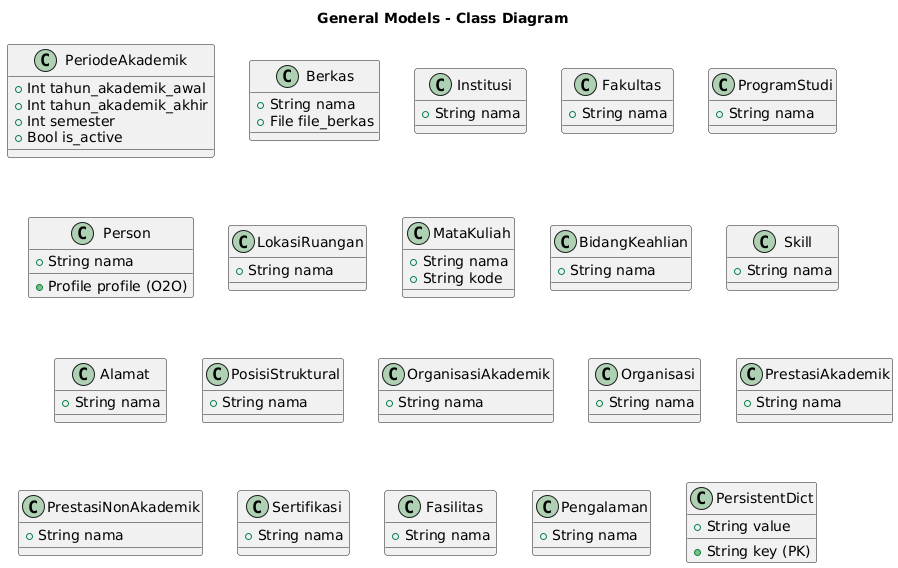 General Models - Class Diagram
C PeriodeAkademik
Int tahun_akademik_awal
Int tahun_akademik_akhir
Int semester
Bool is_active
C Berkas
String nama
File file_berkas
C Institusi
String nama
C Fakultas
String nama
C ProgramStudi
String nama
C Person
String nama
Profile profile (O2O)
C LokasiRuangan
String nama
C MataKuliah
String nama
String kode
C BidangKeahlian
String nama
C Skill
String nama
C Alamat
String nama
C PosisiStruktural
String nama
C OrganisasiAkademik
String nama
C Organisasi
String nama
C PrestasiAkademik
String nama
C PrestasiNonAkademik
String nama
C Sertifikasi
String nama
C Fasilitas
String nama
C Pengalaman
String nama
C PersistentDict
String value
String key (PK)